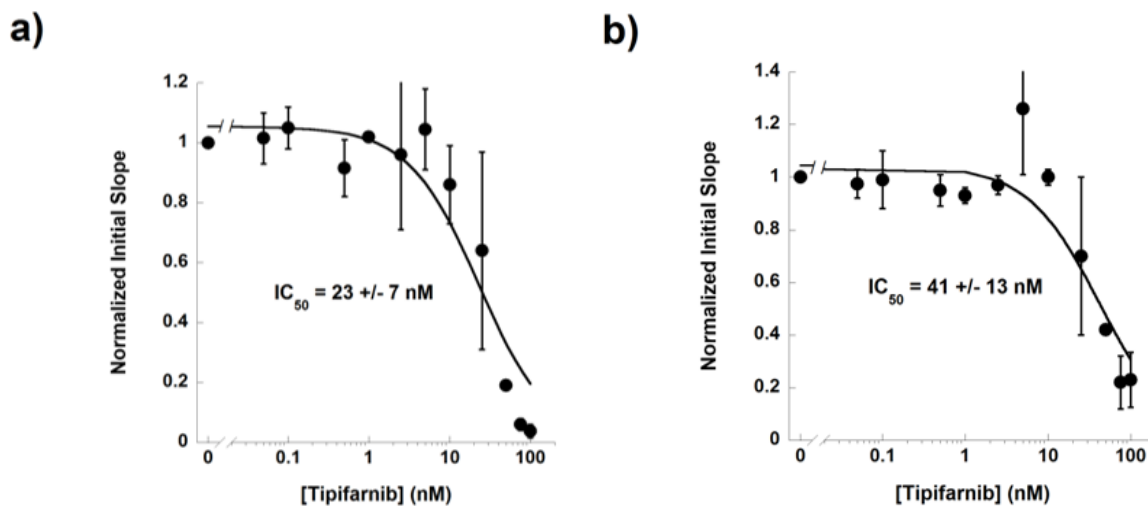 a)
1.2
1
0.8
0.6
0.4
0.2
0
Normalized Initial Slope
IC50 = 23 +/- 7 nM
0 0.1 1 10 100
[Tipifarnib] (nM)
b)
1.4
1.2
1
0.8
0.6
0.4
0.2
0
Normalized Initial Slope
IC50 = 41 +/- 13 nM
0 0.1 1 10 100
[Tipifarnib] (nM)